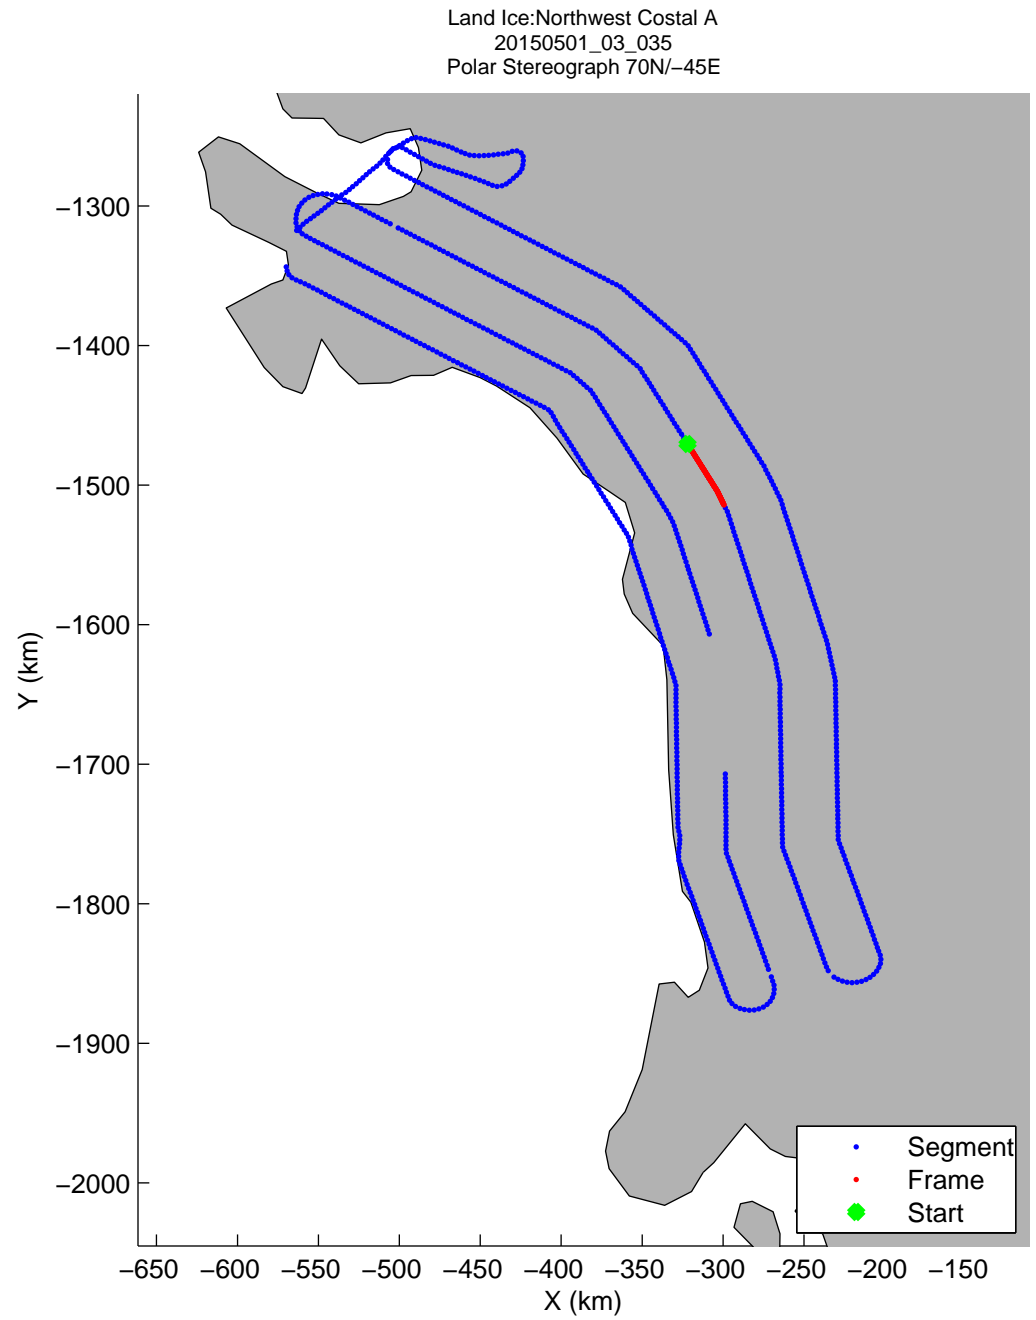 Land Ice:Northwest Costal A
20150501_03_035
Polar Stereograph 70N/−45E
−1300
−1400
−1500
−1600
−1700
−1800
−1900
−2000
Y (km)
Segment
Frame
Start
−650 −600 −550 −500 −450 −400 −350 −300 −250 −200 −150
X (km)